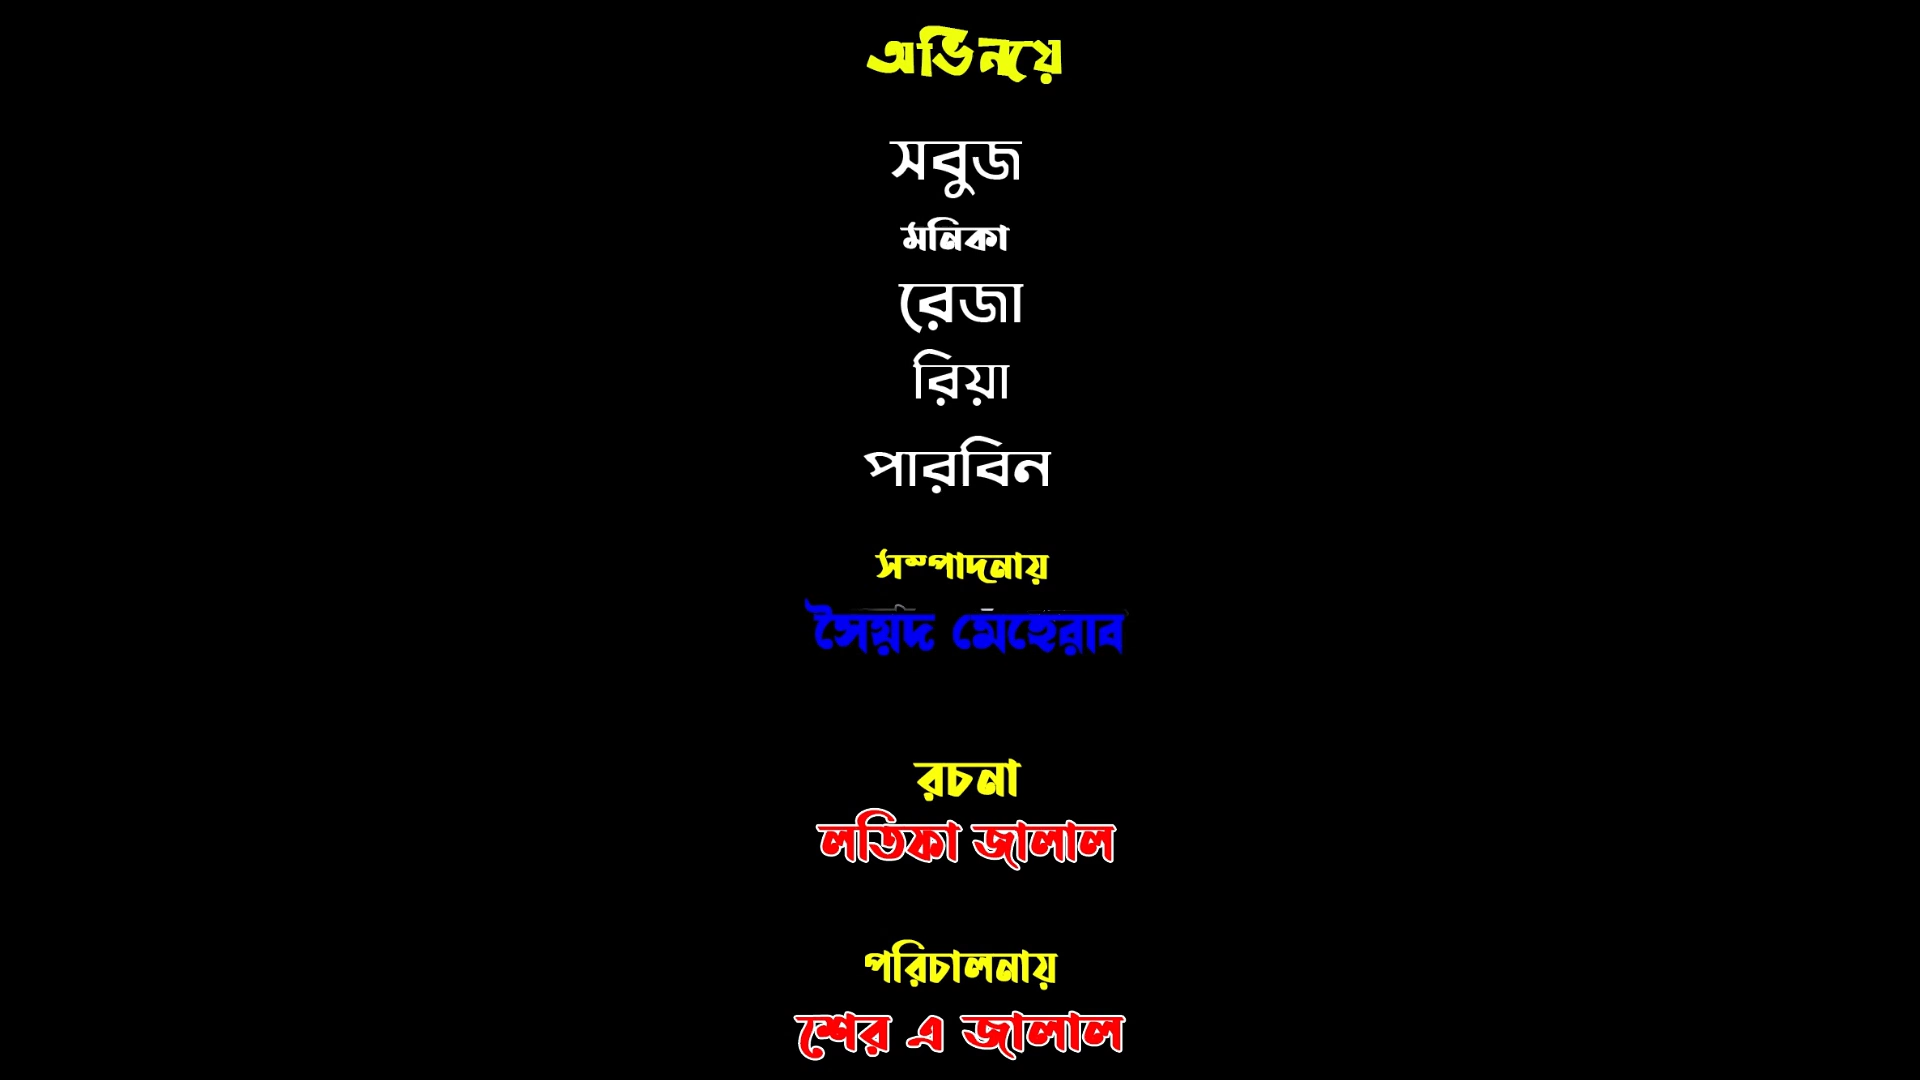 অভিনয়ে
সবুজ
মনিকা
রেজা
রিয়া
পারবিন
সম্পাদনায়
সৈয়দ মেহেরাব
রচনা
লতিফা জালাল
পরিচালনায়
শের এ জালাল